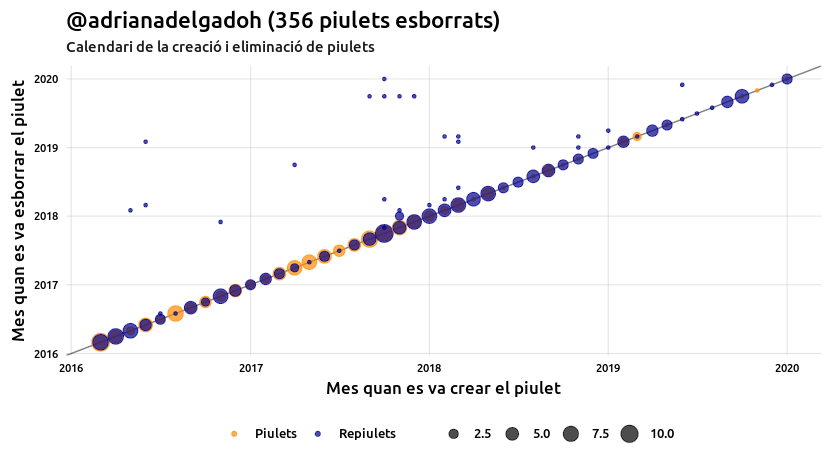 @adrianadelgadoh (356 piulets esborrats)
Calendari de la creació i eliminació de piulets
Mes quan es va esborrar el piulet
2020
2019
2018
2017
2016
2016 2017 2018 2019 2020
Mes quan es va crear el piulet
Piulets Repiulets 2.5 5.0 7.5 10.0